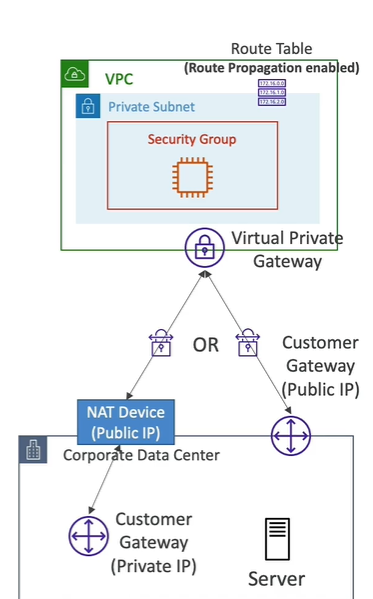 Route Table
(Route Propagation enabled)
172.16.0.0
172.16.1.0
172.16.2.0
VPC
Private Subnet
Security Group
Virtual Private
Gateway
OR
Customer
Gateway
(Public IP)
NAT Device
(Public IP)
Corporate Data Center
Customer
Gateway
(Private IP)
Server